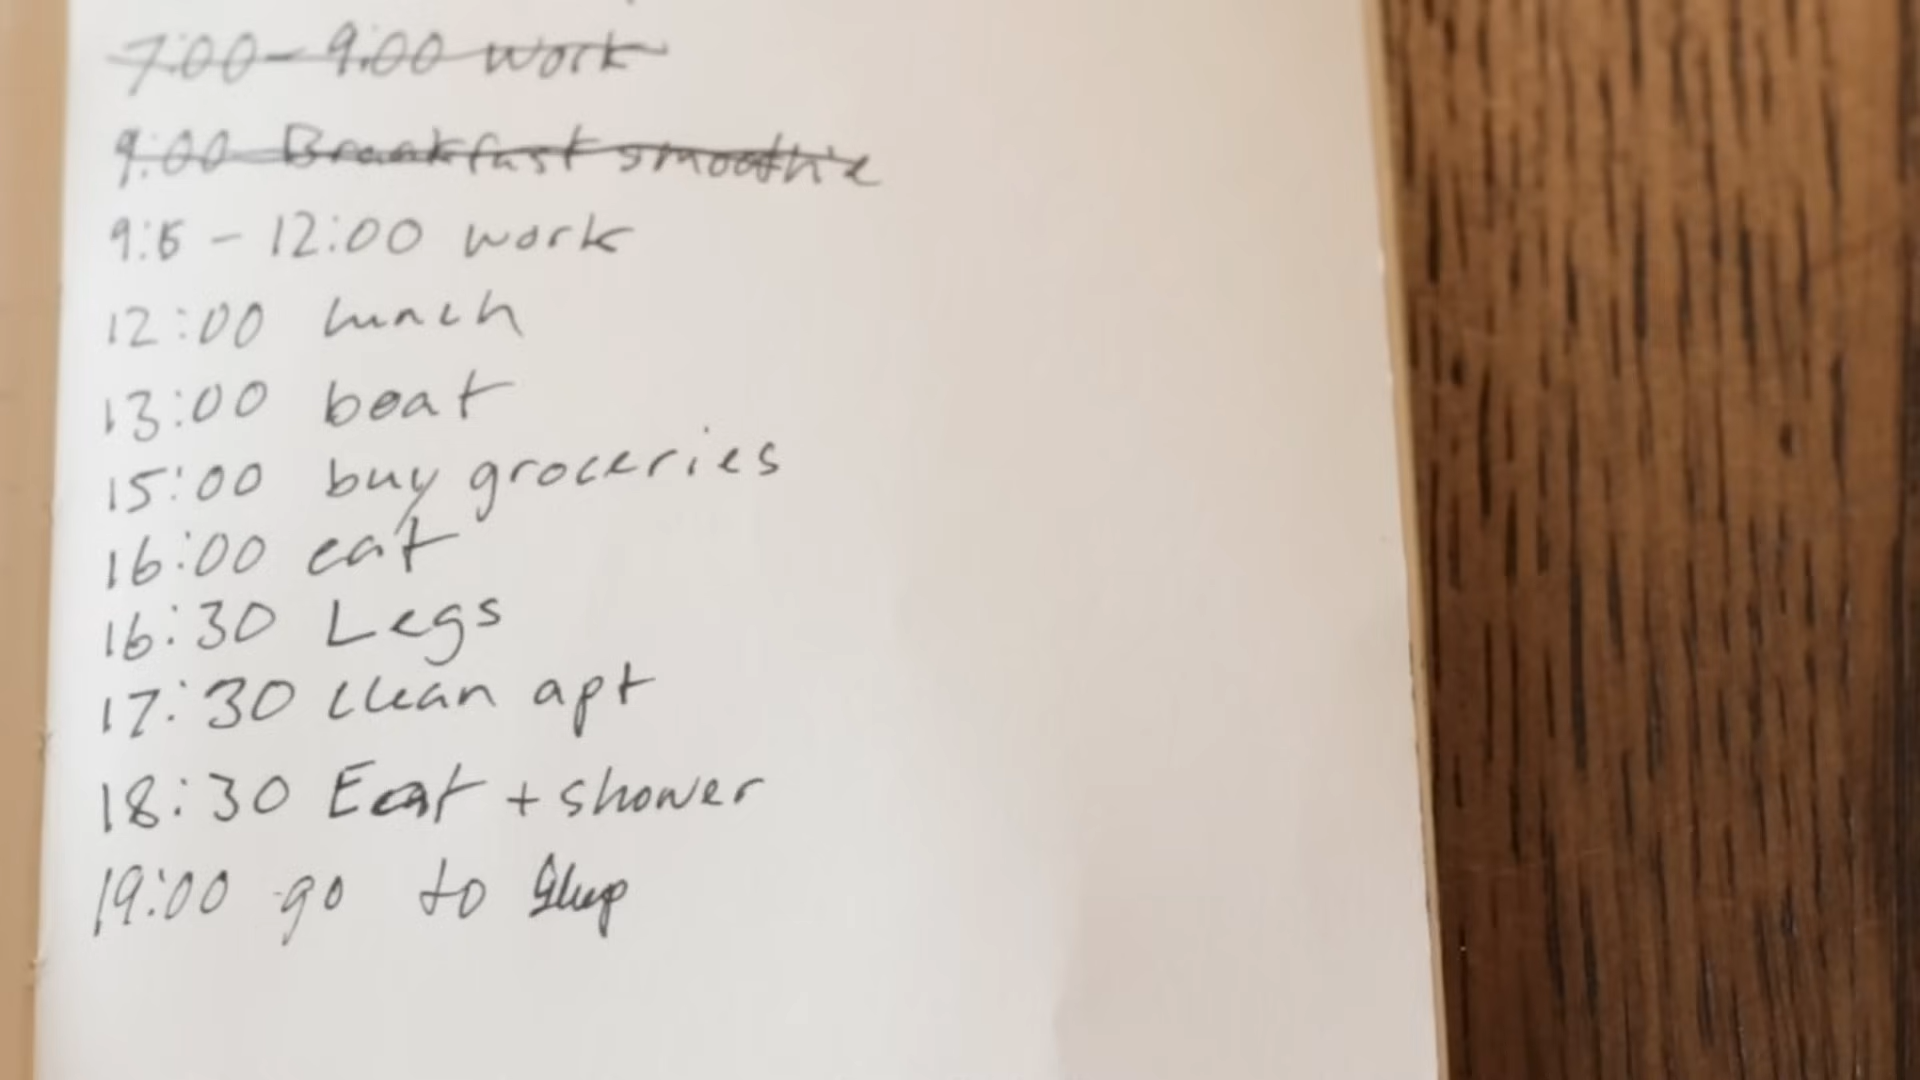 7:00 - 9:00 work
9:00 Breakfast smoothie
9:15 - 12:00 work
12:00 lunch
13:00 boat
15:00 buy groceries
16:00 eat
16:30 Legs
17:30 clean apt
18:30 Eat + shower
19:00 go to sleep